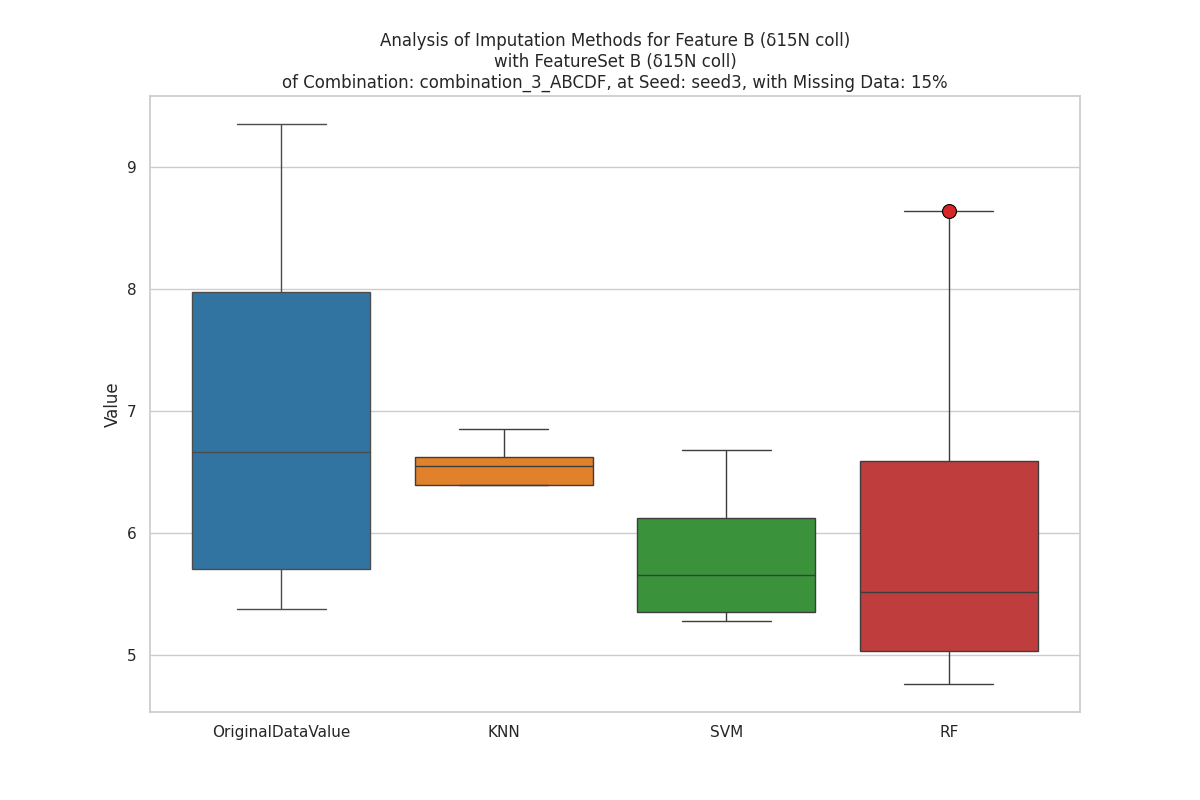 Analysis of Imputation Methods for Feature B (δ15N coll)
with FeatureSet B (δ15N coll)
of Combination: combination_3_ABCDF, at Seed: seed3, with Missing Data: 15%
9
8
7
6
5
Value
OriginalDataValue
KNN
SVM
RF